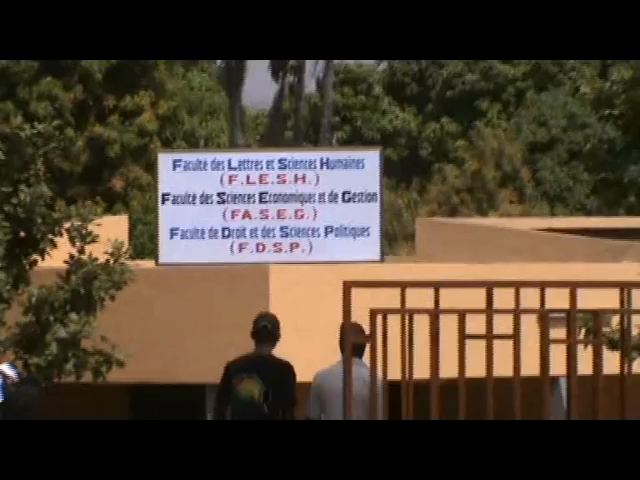 Faculté des Lettres et Sciences Humaines
(F.L.E.S.H.)
Faculté des Sciences Economiques et de Gestion
(FA.S.E.G.)
Faculté de Droit et des Sciences Politiques
(F.D.S.P.)